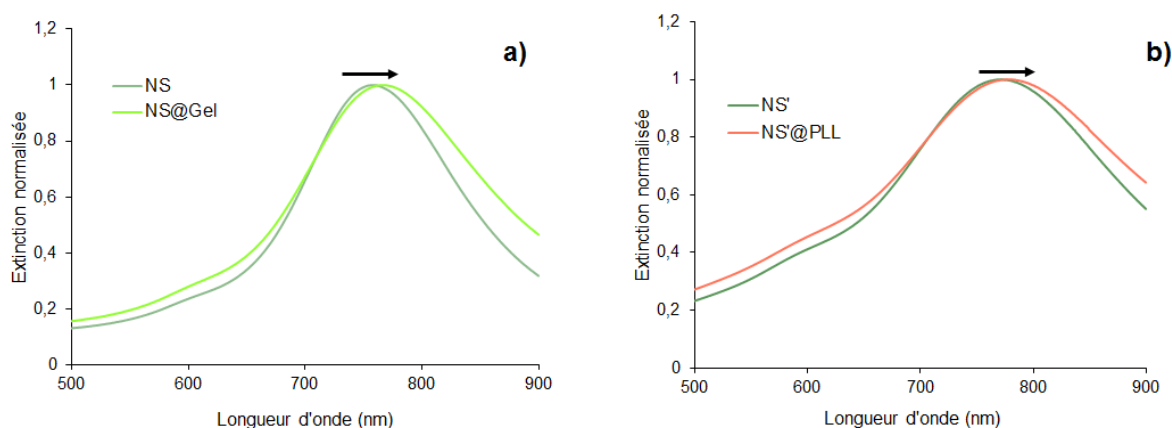 1,2
1
0,8
0,6
0,4
0,2
0
Extinction normalisée
NS
NS@Gel
a)
500 600 700 800 900
Longueur d'onde (nm)
1,2
1
0,8
0,6
0,4
0,2
0
Extinction normalisée
NS'
NS'@PLL
b)
500 600 700 800 900
Longueur d'onde (nm)